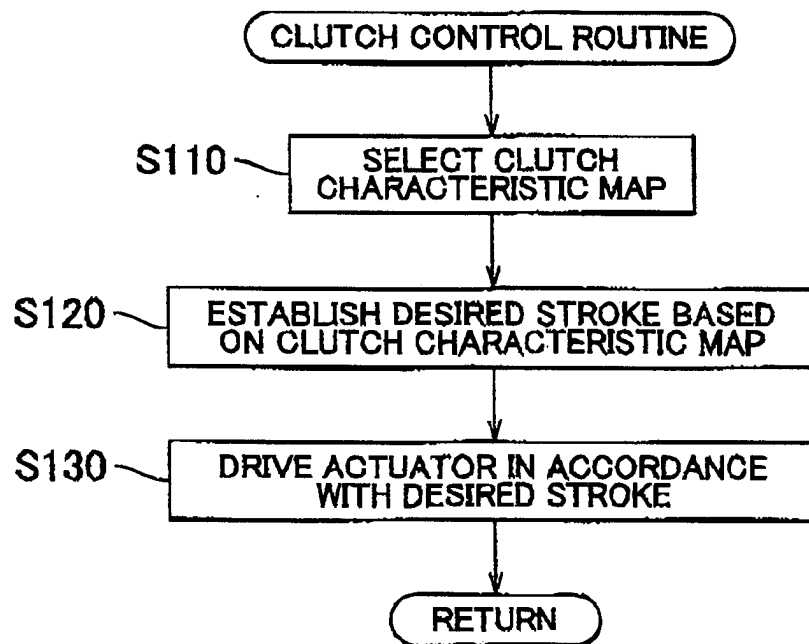 CLUTCH CONTROL ROUTINE
S110
SELECT CLUTCH
CHARACTERISTIC MAP
S120
ESTABLISH DESIRED STROKE BASED
ON CLUTCH CHARACTERISTIC MAP
S130
DRIVE ACTUATOR IN ACCORDANCE
WITH DESIRED STROKE
RETURN